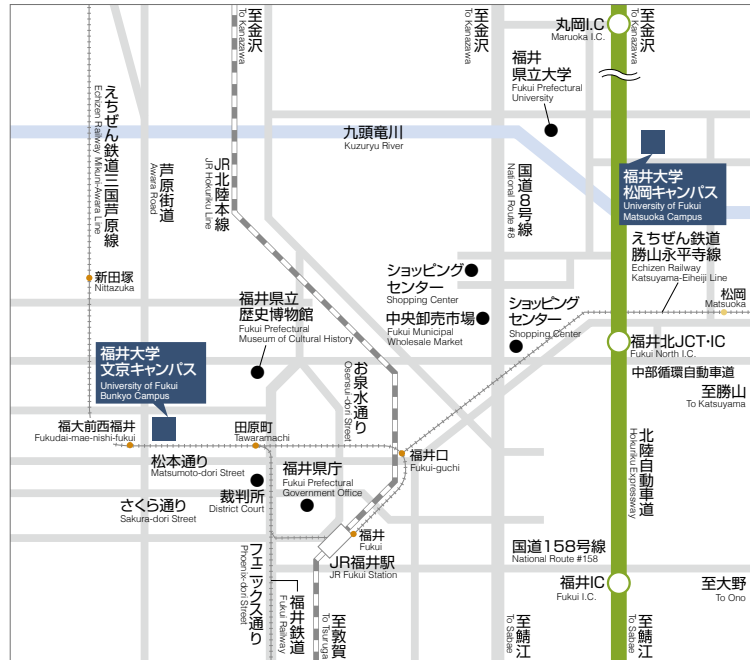 至金沢
To Kanazawa
至金沢
To Kanazawa
丸岡I.C
Maruoka I.C.
至金沢
To Kanazawa
福井
県立大学
Fukui Prefectural
University
えちぜん鉄道三国芦原線
Echizen Railway Mikuni-Awara Line
芦原街道
Awara Road
JR北陸本線
JR Hokuriku Line
九頭竜川
Kuzuryu River
国道8号線
National Route #8
福井大学
松岡キャンパス
University of Fukui
Matsuoka Campus
えちぜん鉄道
勝山永平寺線
Echizen Railway
Katsuyama-Eiheiji Line
松岡
Matsuoka
新田塚
Nittazuka
福井県立
歴史博物館
Fukui Prefectural
Museum of Cultural History
ショッピング
センター
Shopping Center
中央卸売市場
Fukui Municipal
Wholesale Market
ショッピング
センター
Shopping Center
福井北JCT・IC
Fukui North I.C.
中部循環自動車道
至勝山
To Katsuyama
福井大学
文京キャンパス
University of Fukui
Bunkyo Campus
お泉水通り
Osensui-dori Street
福大前西福井
Fukudai-mae-nishi-fukui
田原町
Tawaramachi
福井口
Fukui-guchi
北陸自動車道
Hokuriku Expressway
松本通り
Matsumoto-dori Street
裁判所
District Court
福井県庁
Fukui Prefectural
Government Office
さくら通り
Sakura-dori Street
福井
Fukui
JR福井駅
JR Fukui Station
国道158号線
National Route #158
フェニックス通り
Phoenix-dori Street
福井鉄道
Fukui Railway
至敦賀
To Tsuruga
福井IC
Fukui I.C.
至大野
To Ono
至鯖江
To Sabae
至鯖江
To Sabae